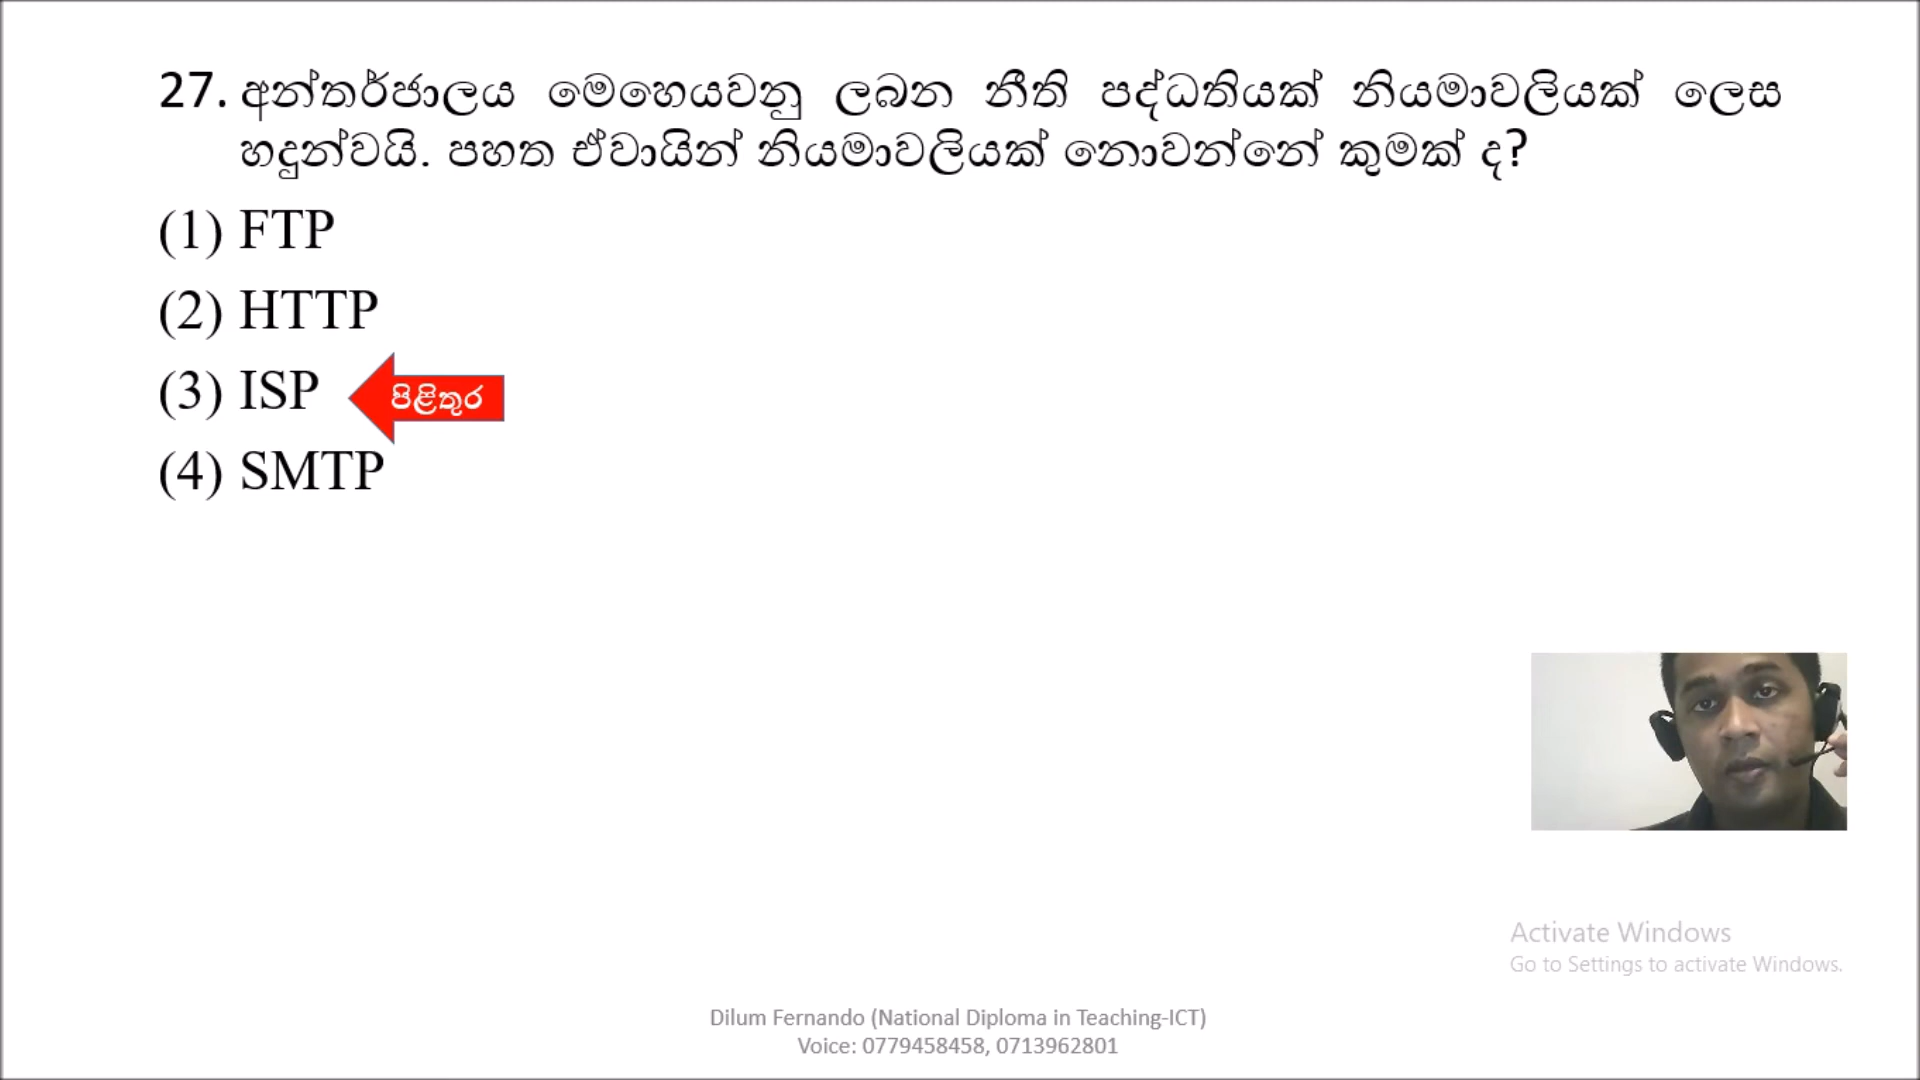 27. අන්තර්ජාලය මෙහෙයවනු ලබන නීති පද්ධතියක් නියමාවලියක් ලෙස
හදුන්වයි. පහත ඒවායින් නියමාවලියක් නොවන්නේ කුමක් ද?
(1) FTP
(2) HTTP
(3) ISP
පිළිතුර
(4) SMTP
Activate Windows
Go to Settings to activate Windows.
Dilum Fernando (National Diploma in Teaching-ICT)
Voice: 0779458458, 0713962801